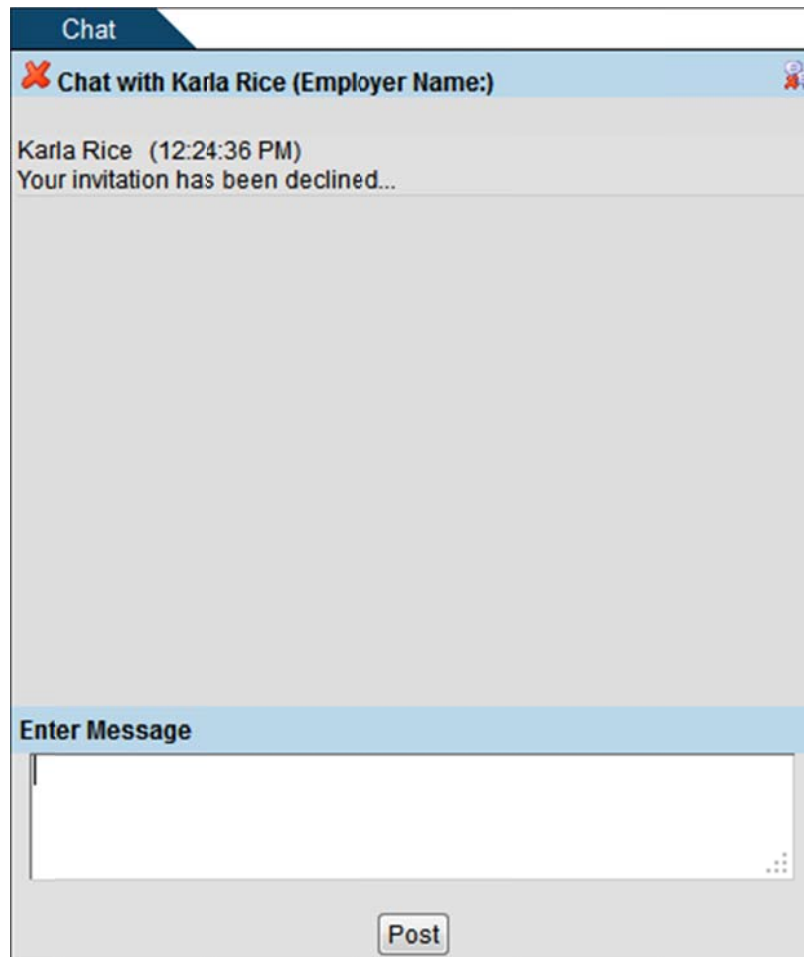 Chat
Chat with Karla Rice (Employer Name:)
Karla Rice (12:24:36 PM)
Your invitation has been declined...
Enter Message
Post